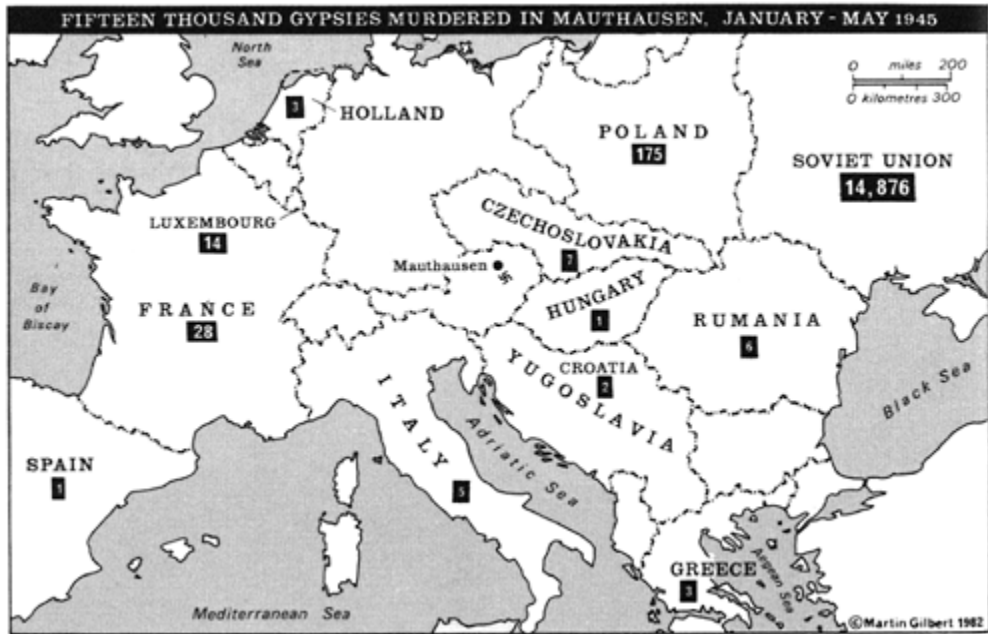 FIFTEEN THOUSAND GYPSIES MURDERED IN MAUTHAUSEN, JANUARY - MAY 1945
North
Sea
0 miles 200
0 kilometres 300
3
HOLLAND
POLAND
175
SOVIET UNION
14,876
LUXEMBOURG
14
CZECHOSLOVAKIA
7
Mauthausen
Bay
of
Biscay
FRANCE
28
HUNGARY
1
RUMANIA
6
CROATIA
2
YUGOSLAVIA
Black Sea
ITALY
5
Adriatic Sea
SPAIN
1
GREECE
3
Aegean Sea
Mediterranean Sea
©Martin Gilbert 1982